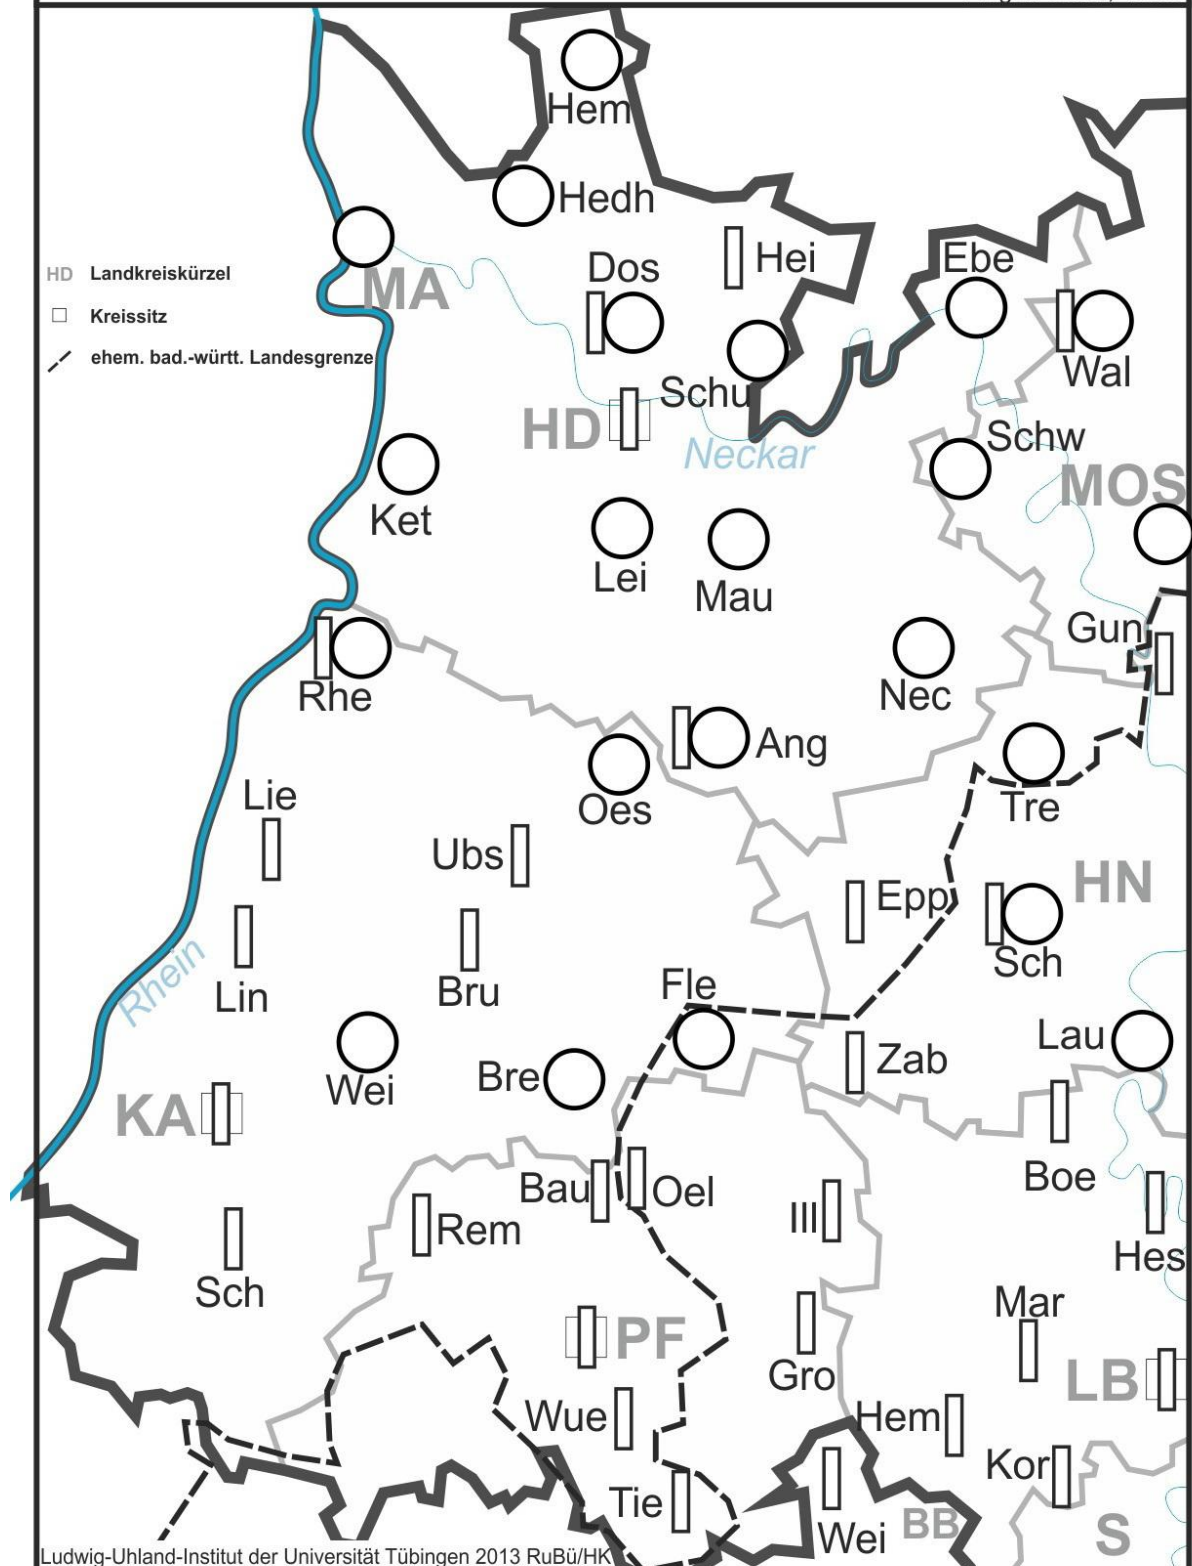 Hem
Hedh
Hei
Ebe
Dos
HD Landkreiskürzel
MA
Kreissitz
ehem. bad.-württ. Landesgrenze
Wal
Schu
HD
Neckar
Schw
MOS
Ket
Lei
Mau
Gun
Rhe
Nec
Ang
Oes
Tre
Lie
Ubs
Epp
HN
Sch
Rhein
Lin
Bru
Fle
Lau
Wei
Bre
Zab
KA
Boe
Bau
Oel
Rem
Ill
Hes
Sch
Mar
PF
Gro
LB
Wue
Hem
Kor
Tie
Wei
BB
S
Ludwig-Uhland-Institut der Universität Tübingen 2013 RuBü/HK